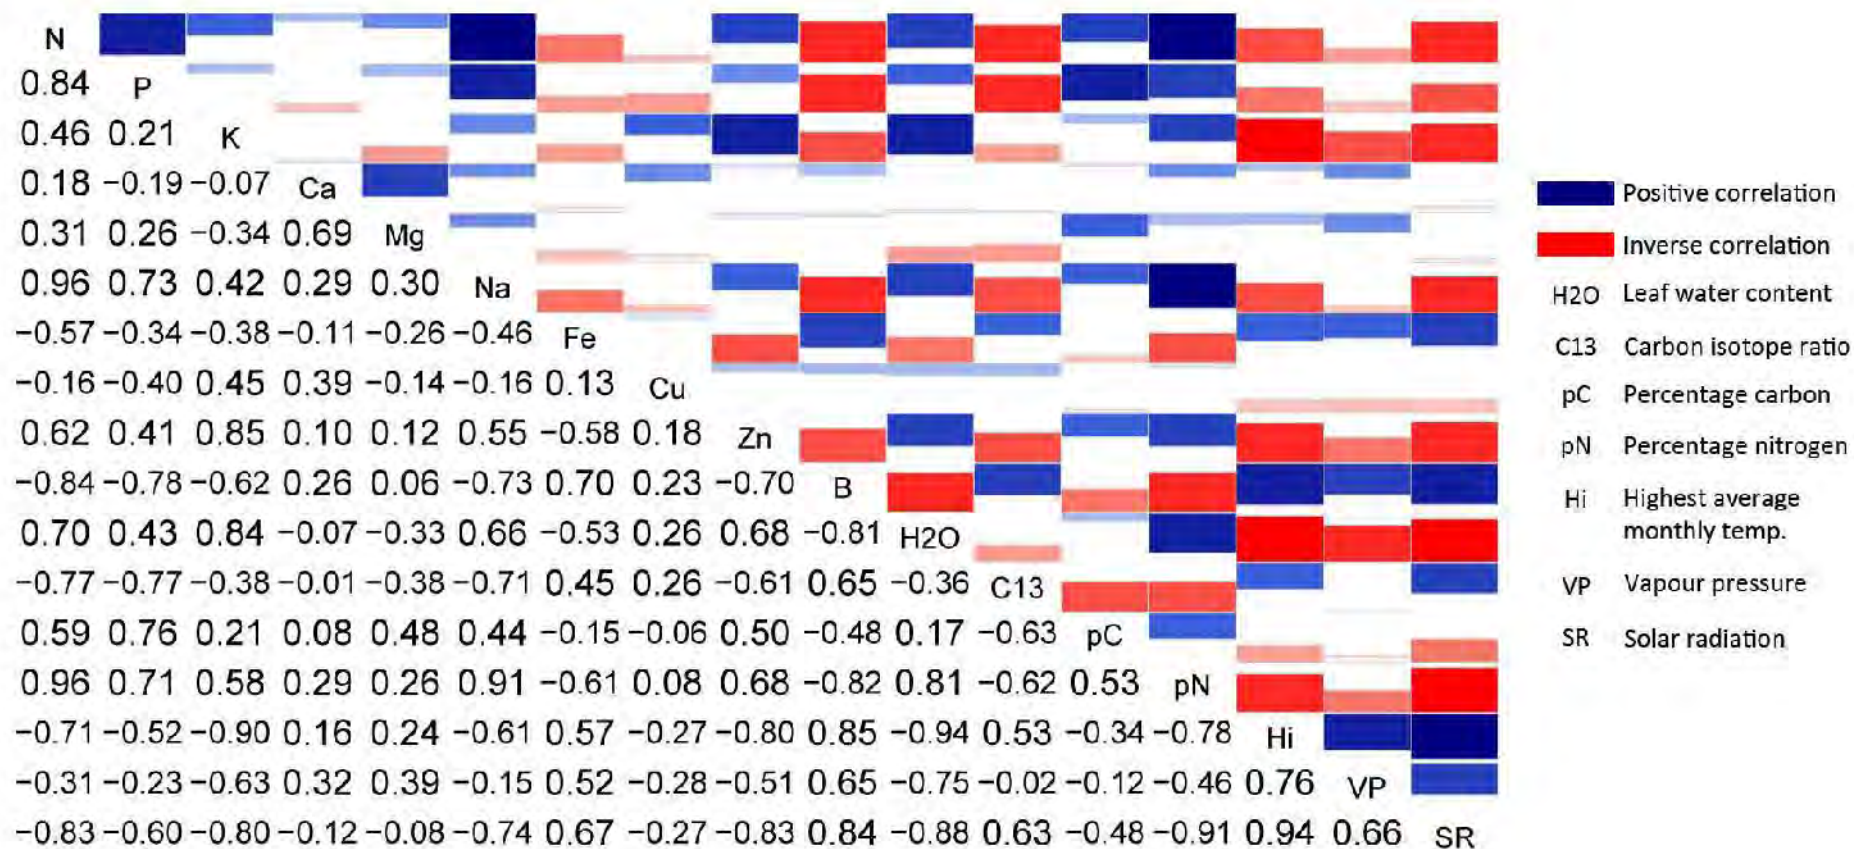 N
0.84 P
0.46 0.21 K
0.18 −0.19 −0.07 Ca
0.31 0.26 −0.34 0.69 Mg
0.96 0.73 0.42 0.29 0.30 Na
−0.57 −0.34 −0.38 −0.11 −0.26 −0.46 Fe
−0.16 −0.40 0.45 0.39 −0.14 −0.16 0.13 Cu
0.62 0.41 0.85 0.10 0.12 0.55 −0.58 0.18 Zn
−0.84 −0.78 −0.62 0.26 0.06 −0.73 0.70 0.23 −0.70 B
0.70 0.43 0.84 −0.07 −0.33 0.66 −0.53 0.26 0.68 −0.81 H2O
−0.77 −0.77 −0.38 −0.01 −0.38 −0.71 0.45 0.26 −0.61 0.65 −0.36 C13
0.59 0.76 0.21 0.08 0.48 0.44 −0.15 −0.06 0.50 −0.48 0.17 −0.63 pC
0.96 0.71 0.58 0.29 0.26 0.91 −0.61 0.08 0.68 −0.82 0.81 −0.62 0.53 pN
−0.71 −0.52 −0.90 0.16 0.24 −0.61 0.57 −0.27 −0.80 0.85 −0.94 0.53 −0.34 −0.78 Hi
−0.31 −0.23 −0.63 0.32 0.39 −0.15 0.52 −0.28 −0.51 0.65 −0.75 −0.02 −0.12 −0.46 0.76 VP
−0.83 −0.60 −0.80 −0.12 −0.08 −0.74 0.67 −0.27 −0.83 0.84 −0.88 0.63 −0.48 −0.91 0.94 0.66 SR
Positive correlation
Inverse correlation
H2O Leaf water content
C13 Carbon isotope ratio
pC Percentage carbon
pN Percentage nitrogen
Hi Highest average
monthly temp.
VP Vapour pressure
SR Solar radiation